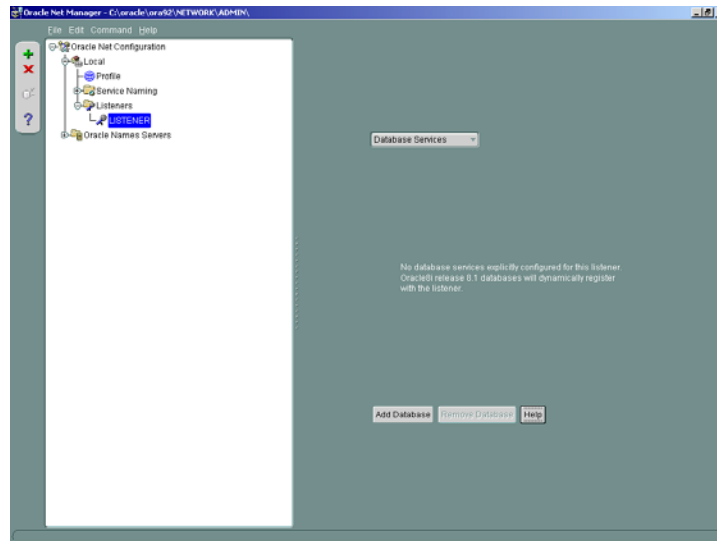 Oracle Net Manager - C:\oracle\ora92\NETWORK\ADMIN\
File Edit Command Help
Oracle Net Configuration
Local
Profile
Service Naming
Listeners
LISTENER
Oracle Names Servers
Database Services
No database services explicitly configured for this listener.
Oracle8i release 8.1 databases will dynamically register
with the listener.
Add Database Remove Database Help